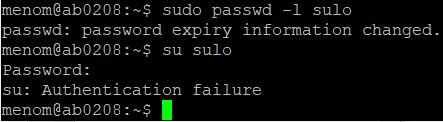 menom@ab0208:~$ sudo passwd -l sulo
passwd: password expiry information changed.
menom@ab0208:~$ su sulo
Password:
su: Authentication failure
menom@ab0208:~$